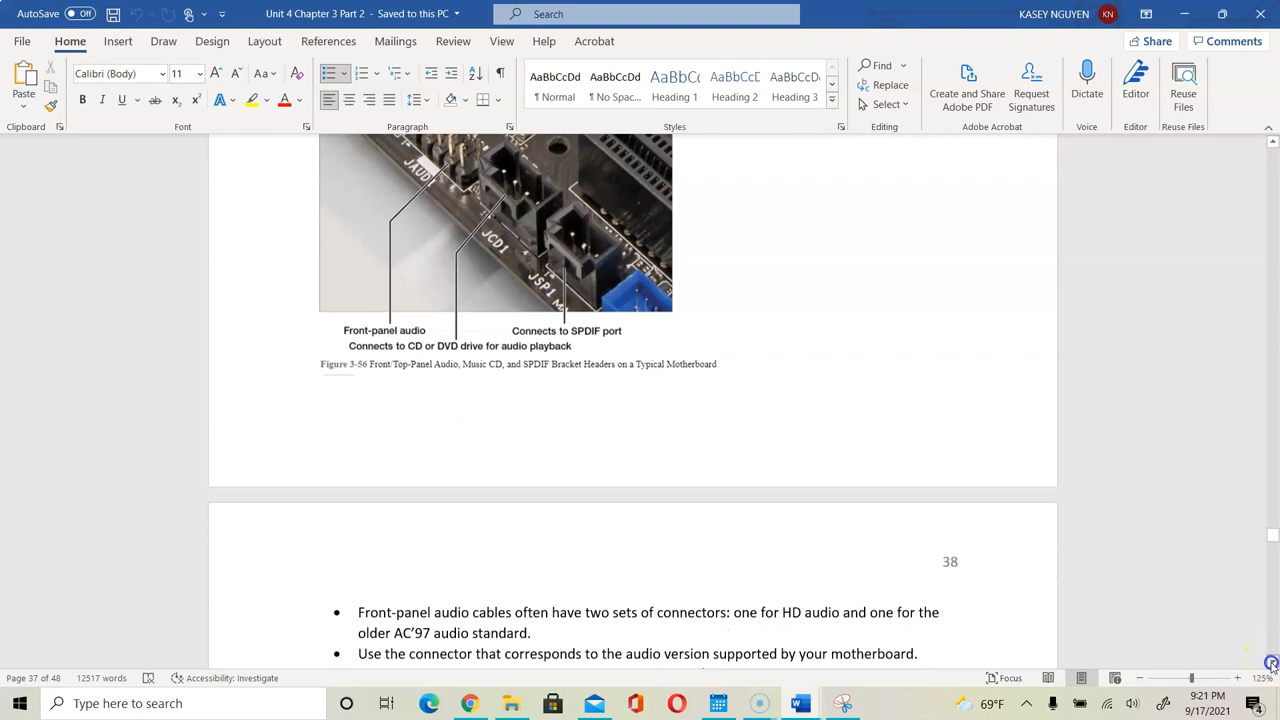 AutoSave Off Unit 4 Chapter 3 Part 2 - Word Search KASEY NGUYEN KN
File Home Insert Draw Design Layout References Mailings Review View Help Acrobat Share Comments
Calibri (Body) 11 AaBbCcDd AaBbCcDd AaBbCc AaBbCcD AaBbCcD
Find
Replace
Select
Paste
¶ Normal ¶ No Spac... Heading 1 Heading 2 Heading 3
Create and Share Adobe PDF
Request Signatures
Dictate
Editor
Reuse Files
Clipboard Font Paragraph Styles Editing Adobe Acrobat Voice Editor Reuse Files
JCD1
JSP1
Front-panel audio Connects to SPDIF port
Connects to CD or DVD drive for audio playback
Figure 3-56 Front/Top-Panel Audio, Music CD, and SPDIF Bracket Headers on a Typical Motherboard
38
• Front-panel audio cables often have two sets of connectors: one for HD audio and one for the
older AC’97 audio standard.
• Use the connector that corresponds to the audio version supported by your motherboard.
Page 37 of 48 12517 words Accessibility: Investigate Focus 125%
Type here to search 69°F 9:21 PM
9/17/2021 4